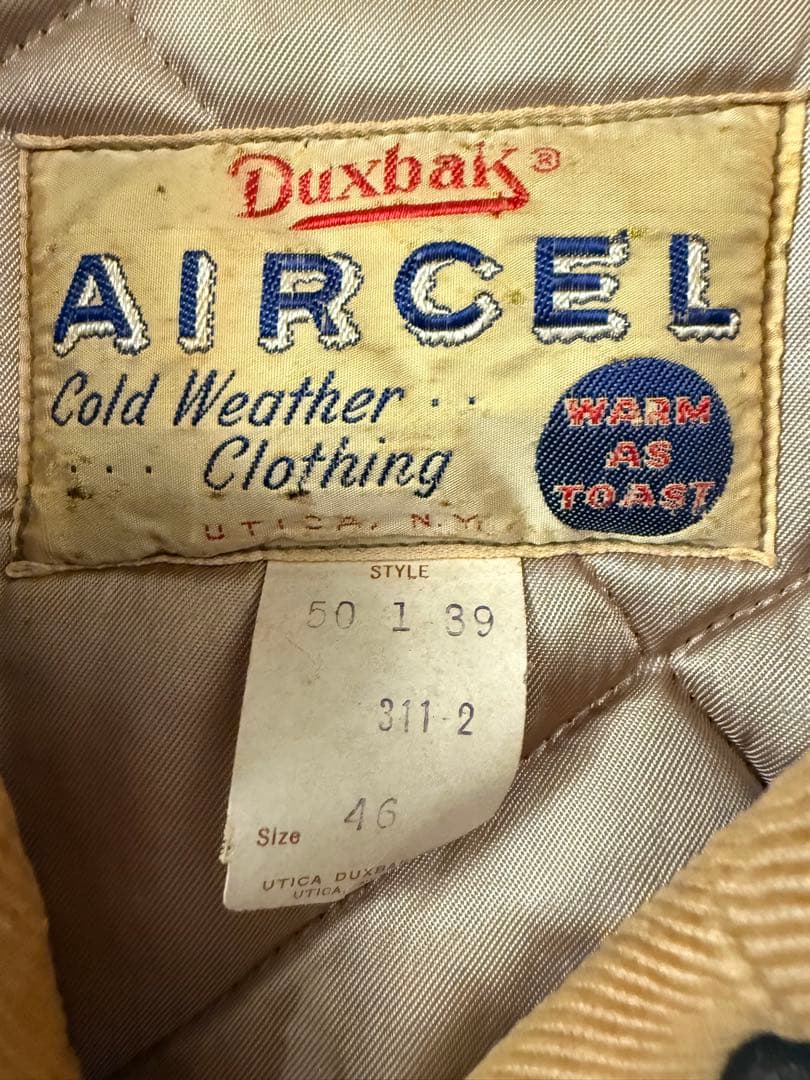 Duxbak®
AIRCEL
Cold Weather . .
. . . Clothing
WARM
AS
TOAST
UTICA, N.Y.
STYLE
50 1 39
311-2
Size 46
UTICA
UTICA,